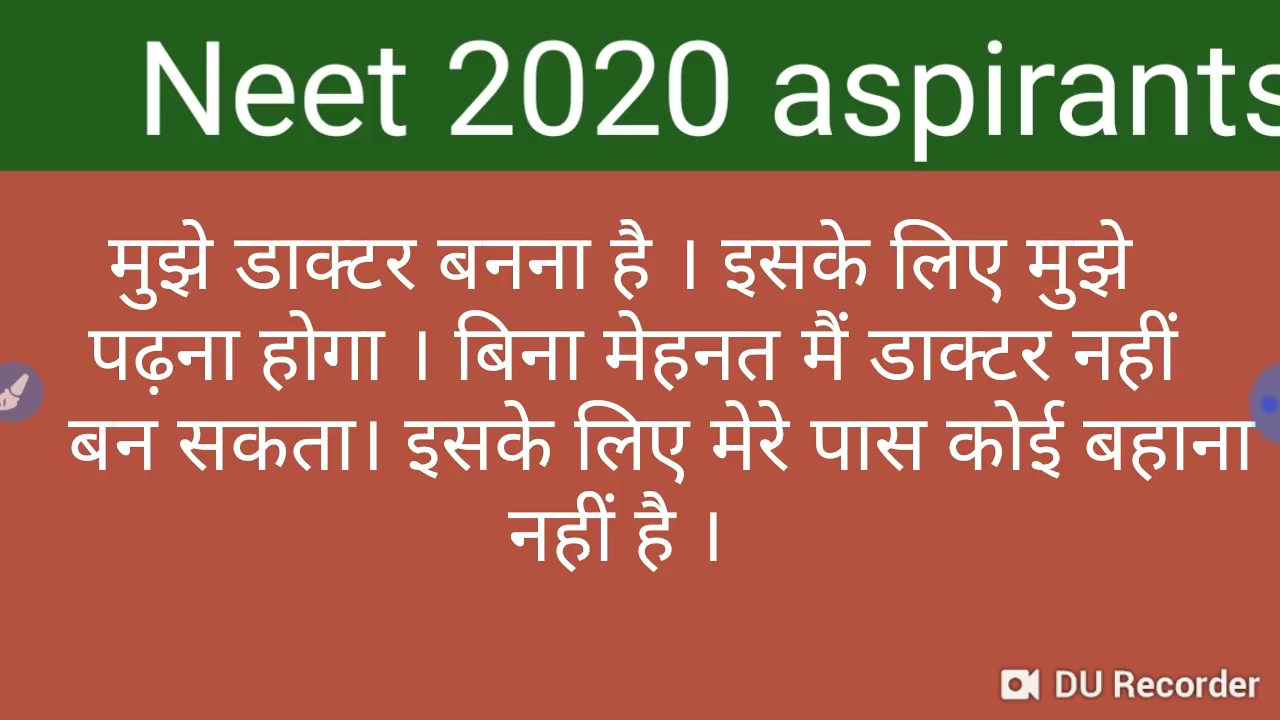 Neet 2020 aspirants
मुझे डाक्टर बनना है । इसके लिए मुझे
पढ़ना होगा । बिना मेहनत मैं डाक्टर नहीं
बन सकता। इसके लिए मेरे पास कोई बहाना
नहीं है ।
DU Recorder